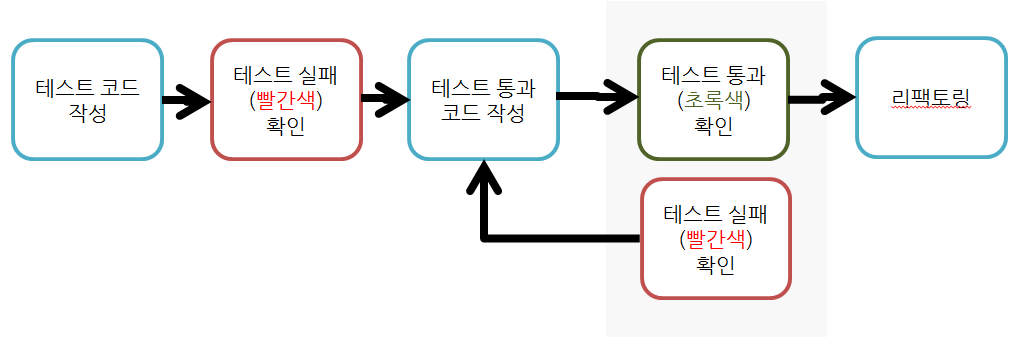 테스트 코드
작성
테스트 실패
(빨간색)
확인
테스트 통과
코드 작성
테스트 통과
(초록색)
확인
리팩토링
테스트 실패
(빨간색)
확인